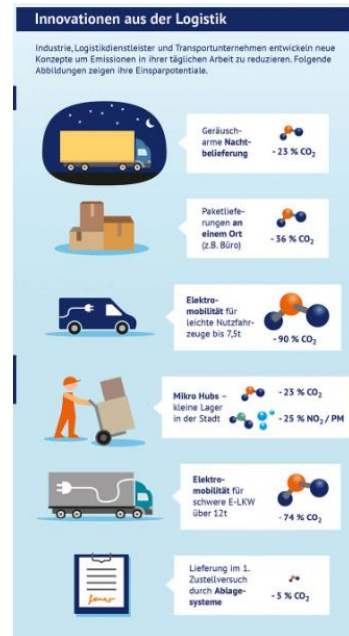 Innovationen aus der Logistik
Industrie, Logistikdienstleister und Transportunternehmen entwickeln neue
Konzepte um Emissionen in ihrer täglichen Arbeit zu reduzieren. Folgende
Abbildungen zeigen ihre Einsparpotentiale.
Geräusch-
arme Nacht-
belieferung
- 23 % CO₂
Paketliefe-
rungen an
einem Ort
(z.B. Büro)
- 36 % CO₂
Elektro-
mobilität für
leichte Nutzfahr-
zeuge bis 7,5t
- 90 % CO₂
Mikro Hubs –
kleine Lager
in der Stadt
- 23 % CO₂
- 25 % NO₂ / PM
Elektro-
mobilität für
schwere E-LKW
über 12t
- 74 % CO₂
Lieferung im 1.
Zustellversuch
durch Ablage-
systeme
- 5 % CO₂